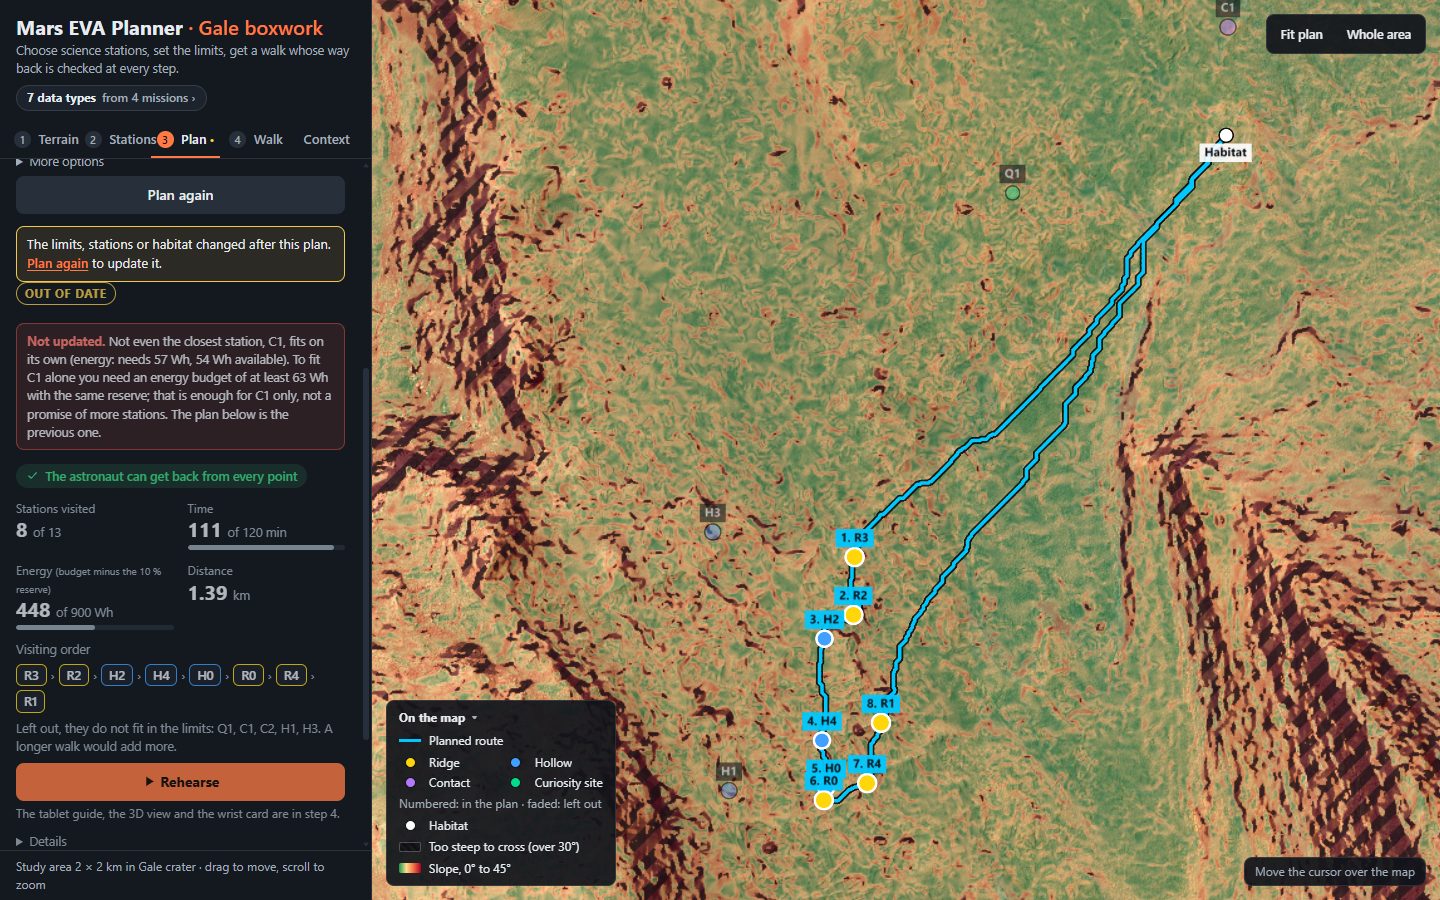 Mars EVA Planner · Gale boxwork
Choose science stations, set the limits, get a walk whose way
back is checked at every step.
7 data types from 4 missions ›
1 Terrain 2 Stations 3 Plan • 4 Walk Context
▶ More options
Plan again
The limits, stations or habitat changed after this plan.
Plan again to update it.
OUT OF DATE
Not updated. Not even the closest station, C1, fits on
its own (energy: needs 57 Wh, 54 Wh available). To fit
C1 alone you need an energy budget of at least 63 Wh
with the same reserve; that is enough for C1 only, not a
promise of more stations. The plan below is the
previous one.
✓ The astronaut can get back from every point
Stations visited
8 of 13
Time
111 of 120 min
Energy (budget minus the 10 %
reserve)
448 of 900 Wh
Distance
1.39 km
Visiting order
R3 › R2 › H2 › H4 › H0 › R0 › R4 ›
R1
Left out, they do not fit in the limits: Q1, C1, C2, H1, H3. A
longer walk would add more.
▶ Rehearse
The tablet guide, the 3D view and the wrist card are in step 4.
▶ Details
Study area 2 × 2 km in Gale crater · drag to move, scroll to
zoom
C1
Fit plan Whole area
Habitat
Q1
H3
1. R3
2. R2
3. H2
8. R1
4. H4
7. R4
5. H0
6. R0
H1
On the map
Planned route
Ridge Hollow
Contact Curiosity site
Numbered: in the plan · faded: left out
Habitat
Too steep to cross (over 30°)
Slope, 0° to 45°
Move the cursor over the map